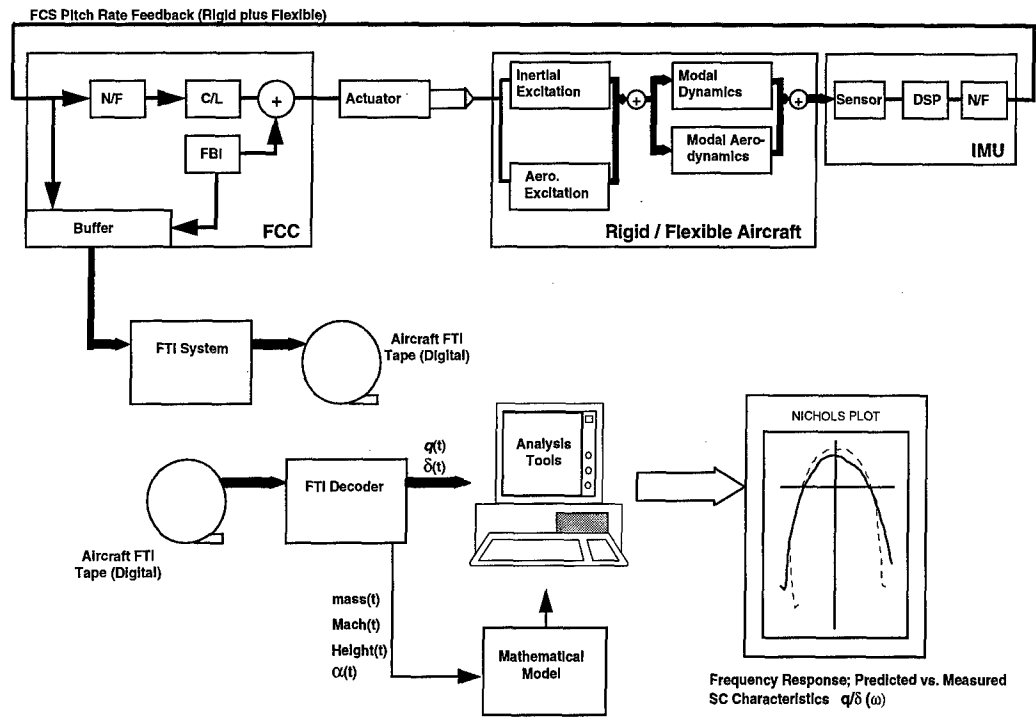 FCS Pitch Rate Feedback (Rigid plus Flexible)
N/F
C/L
+
FBI
Buffer
FCC
Actuator
Inertial
Excitation
Aero.
Excitation
+
Modal
Dynamics
Modal Aero-
dynamics
+
Rigid / Flexible Aircraft
Sensor
DSP
N/F
IMU
FTI System
Aircraft FTI
Tape (Digital)
Aircraft FTI
Tape (Digital)
FTI Decoder
q(t)
δ(t)
Analysis
Tools
mass(t)
Mach(t)
Height(t)
α(t)
Mathematical
Model
NICHOLS PLOT
Frequency Response; Predicted vs. Measured
SC Characteristics q/δ (ω)